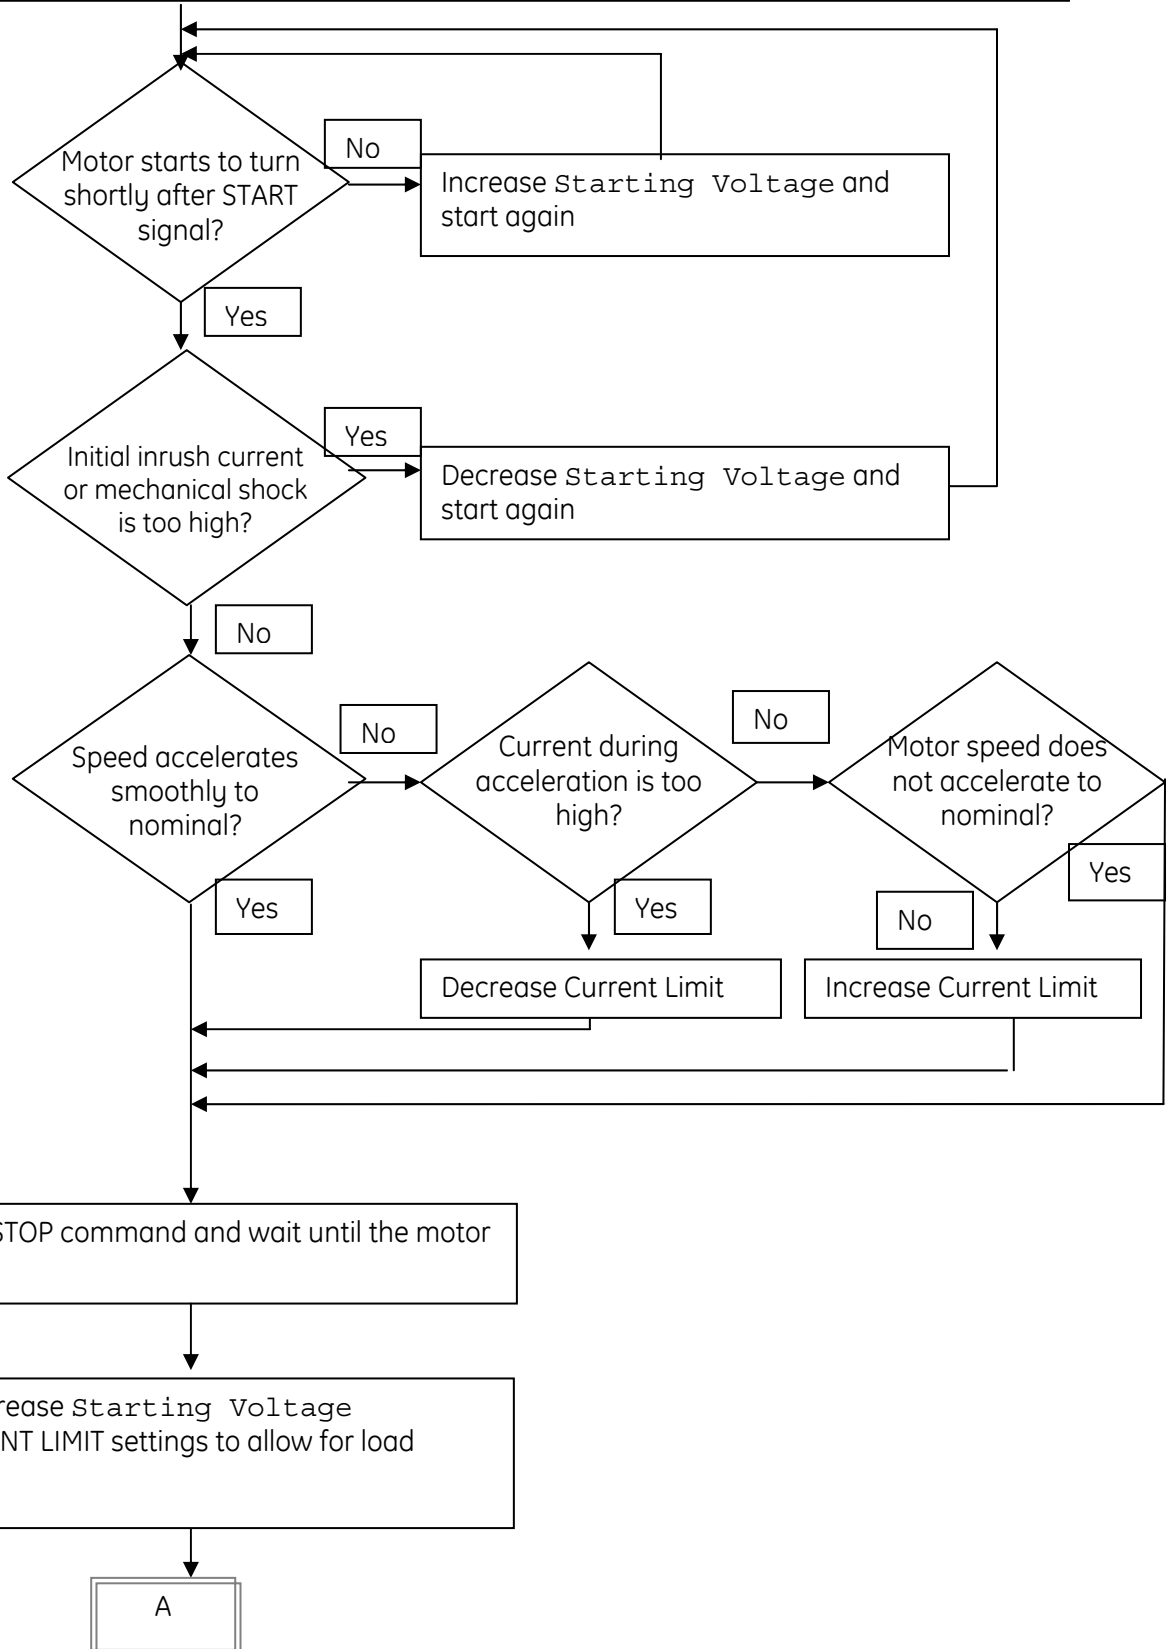 No
Motor starts to turn
shortly after START
signal?
Increase Starting Voltage and
start again
Yes
Yes
Initial inrush current
or mechanical shock
is too high?
Decrease Starting Voltage and
start again
No
No
No
Speed accelerates
smoothly to
nominal?
Current during
acceleration is too
high?
Motor speed does
not accelerate to
nominal?
Yes
Yes
Yes
No
Decrease Current Limit
Increase Current Limit
STOP command and wait until the motor
rease Starting Voltage
NT LIMIT settings to allow for load
A